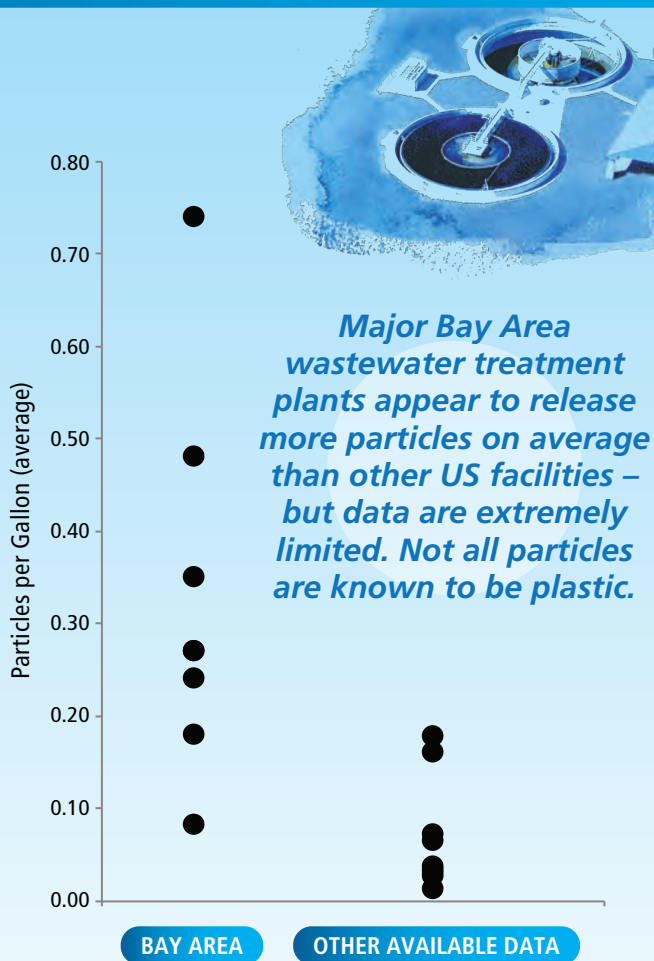 0.80
0.70
0.60
0.50
0.40
0.30
0.20
0.10
0.00
Particles per Gallon (average)
Major Bay Area
wastewater treatment
plants appear to release
more particles on average
than other US facilities –
but data are extremely
limited. Not all particles
are known to be plastic.
BAY AREA
OTHER AVAILABLE DATA